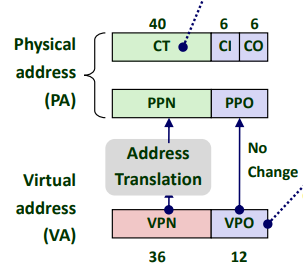 40 6 6
Physical address (PA)
CT CI CO
PPN PPO
Address Translation
No Change
Virtual address (VA)
VPN VPO
36 12